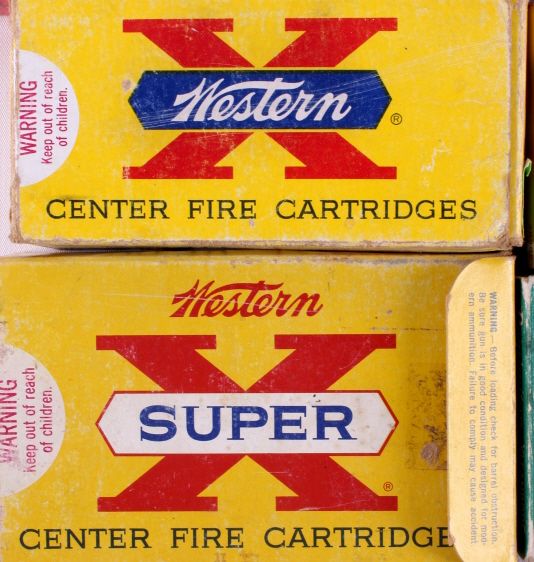 WARNING
Keep out of reach
of children.
X
Western ®
CENTER FIRE CARTRIDGES
WARNING
Keep out of reach
of children.
Western
X
SUPER
®
CENTER FIRE CARTRIDGE
WARNING — Before loading check for barrel obstruction.
Be sure gun is in good condition and designed for mod-
ern ammunition. Failure to comply may cause accident.